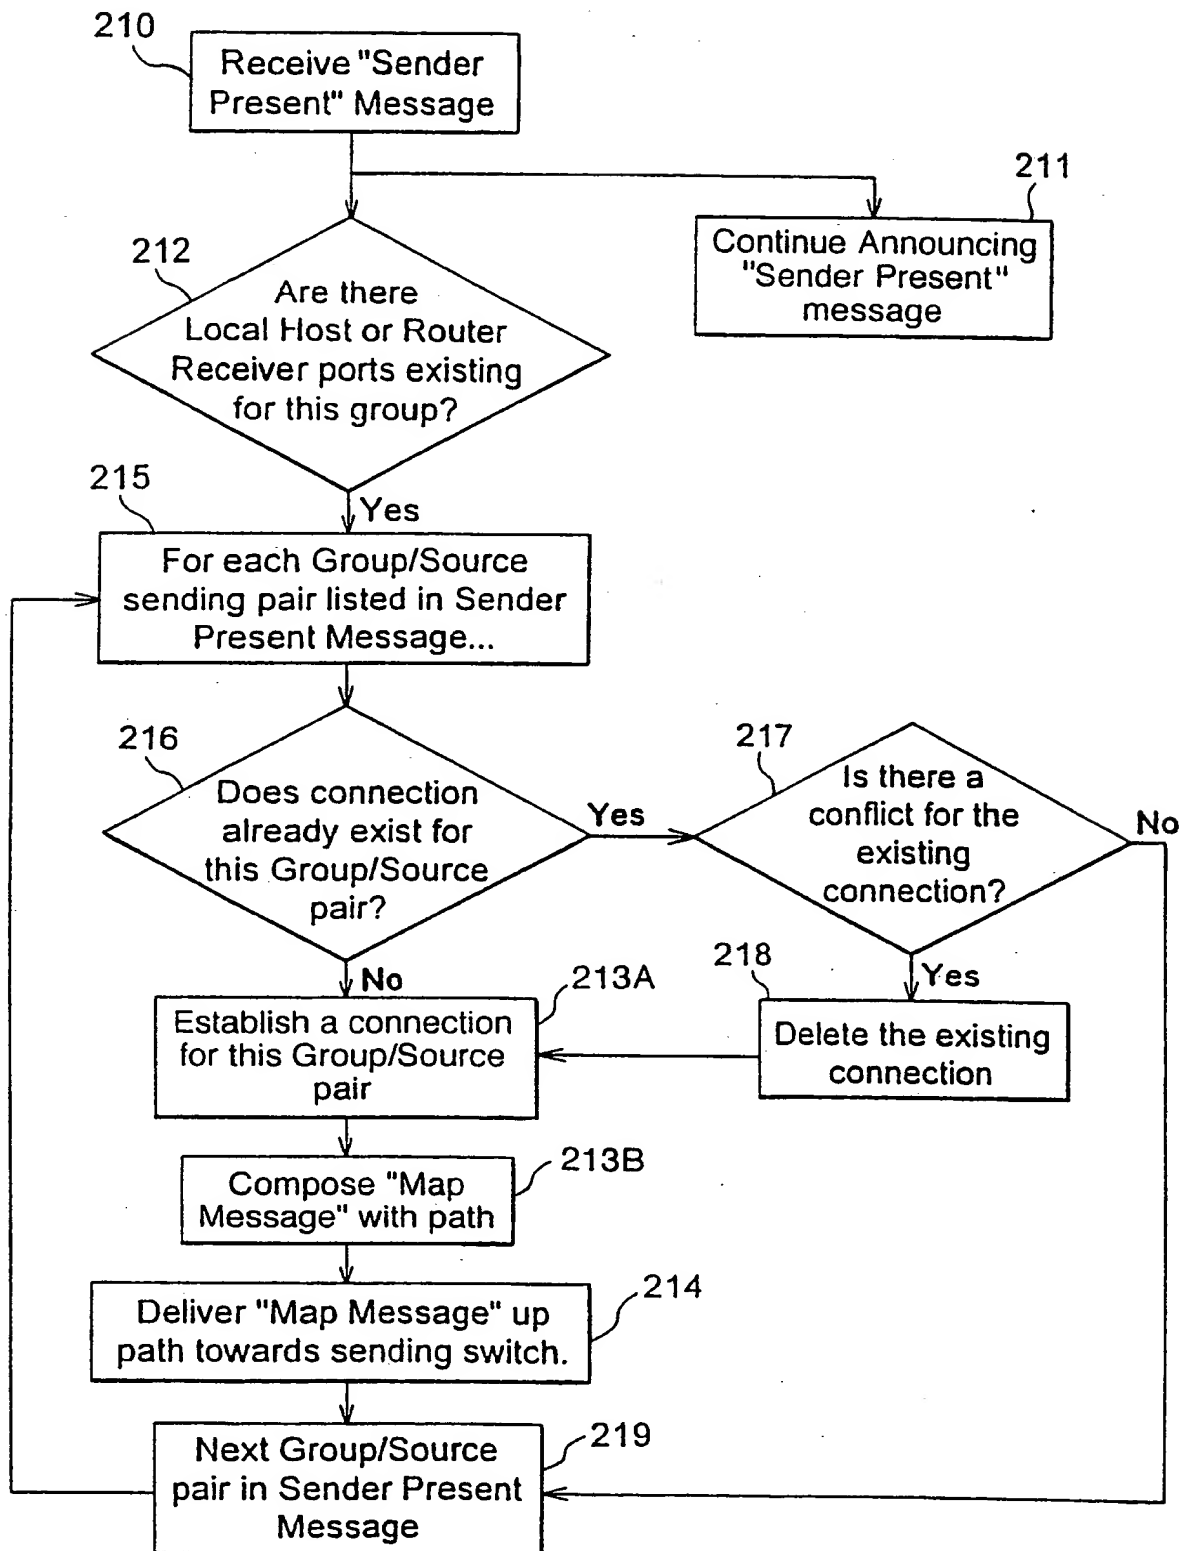 210
Receive "Sender
Present" Message
211
Continue Announcing
"Sender Present"
message
212
Are there
Local Host or Router
Receiver ports existing
for this group?
Yes
215
For each Group/Source
sending pair listed in Sender
Present Message...
216
Does connection
already exist for
this Group/Source
pair?
Yes
217
Is there a
conflict for the
existing
connection?
No
No
213A
Establish a connection
for this Group/Source
pair
218
Yes
Delete the existing
connection
213B
Compose "Map
Message" with path
214
Deliver "Map Message" up
path towards sending switch.
219
Next Group/Source
pair in Sender Present
Message